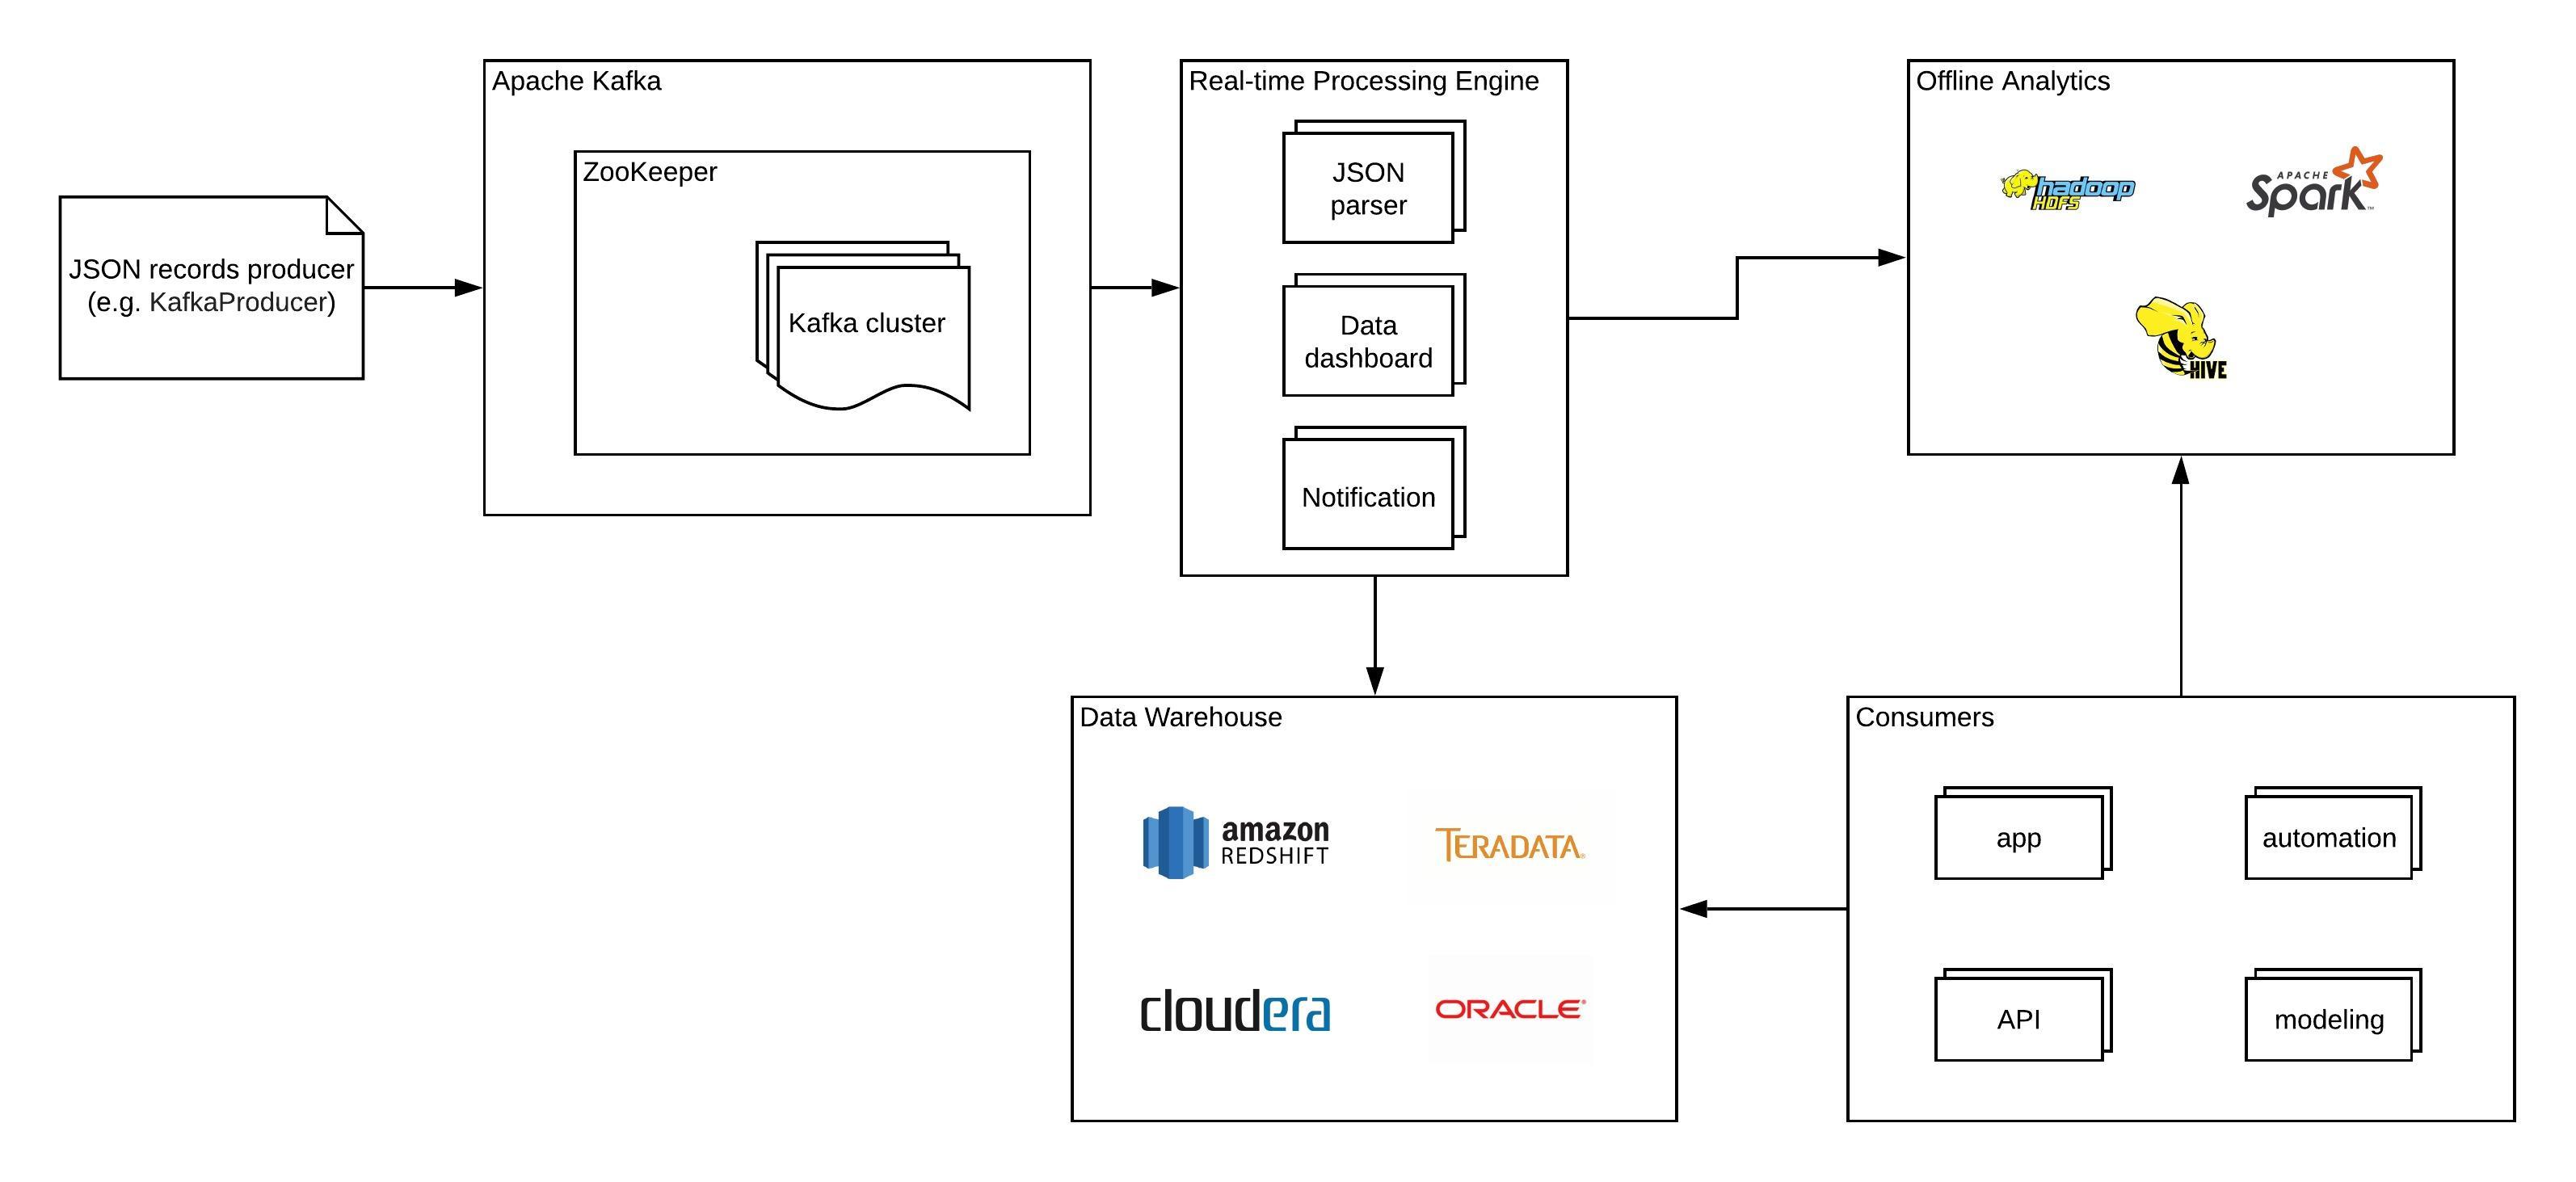 Apache Kafka
ZooKeeper
Kafka cluster
JSON records producer
(e.g. KafkaProducer)
Real-time Processing Engine
JSON
parser
Data
dashboard
Notification
Offline Analytics
hadoop
HDFS
APACHE
Spark™
HIVE
Data Warehouse
amazon
REDSHIFT
TERADATA®
cloudera
ORACLE®
Consumers
app
automation
API
modeling